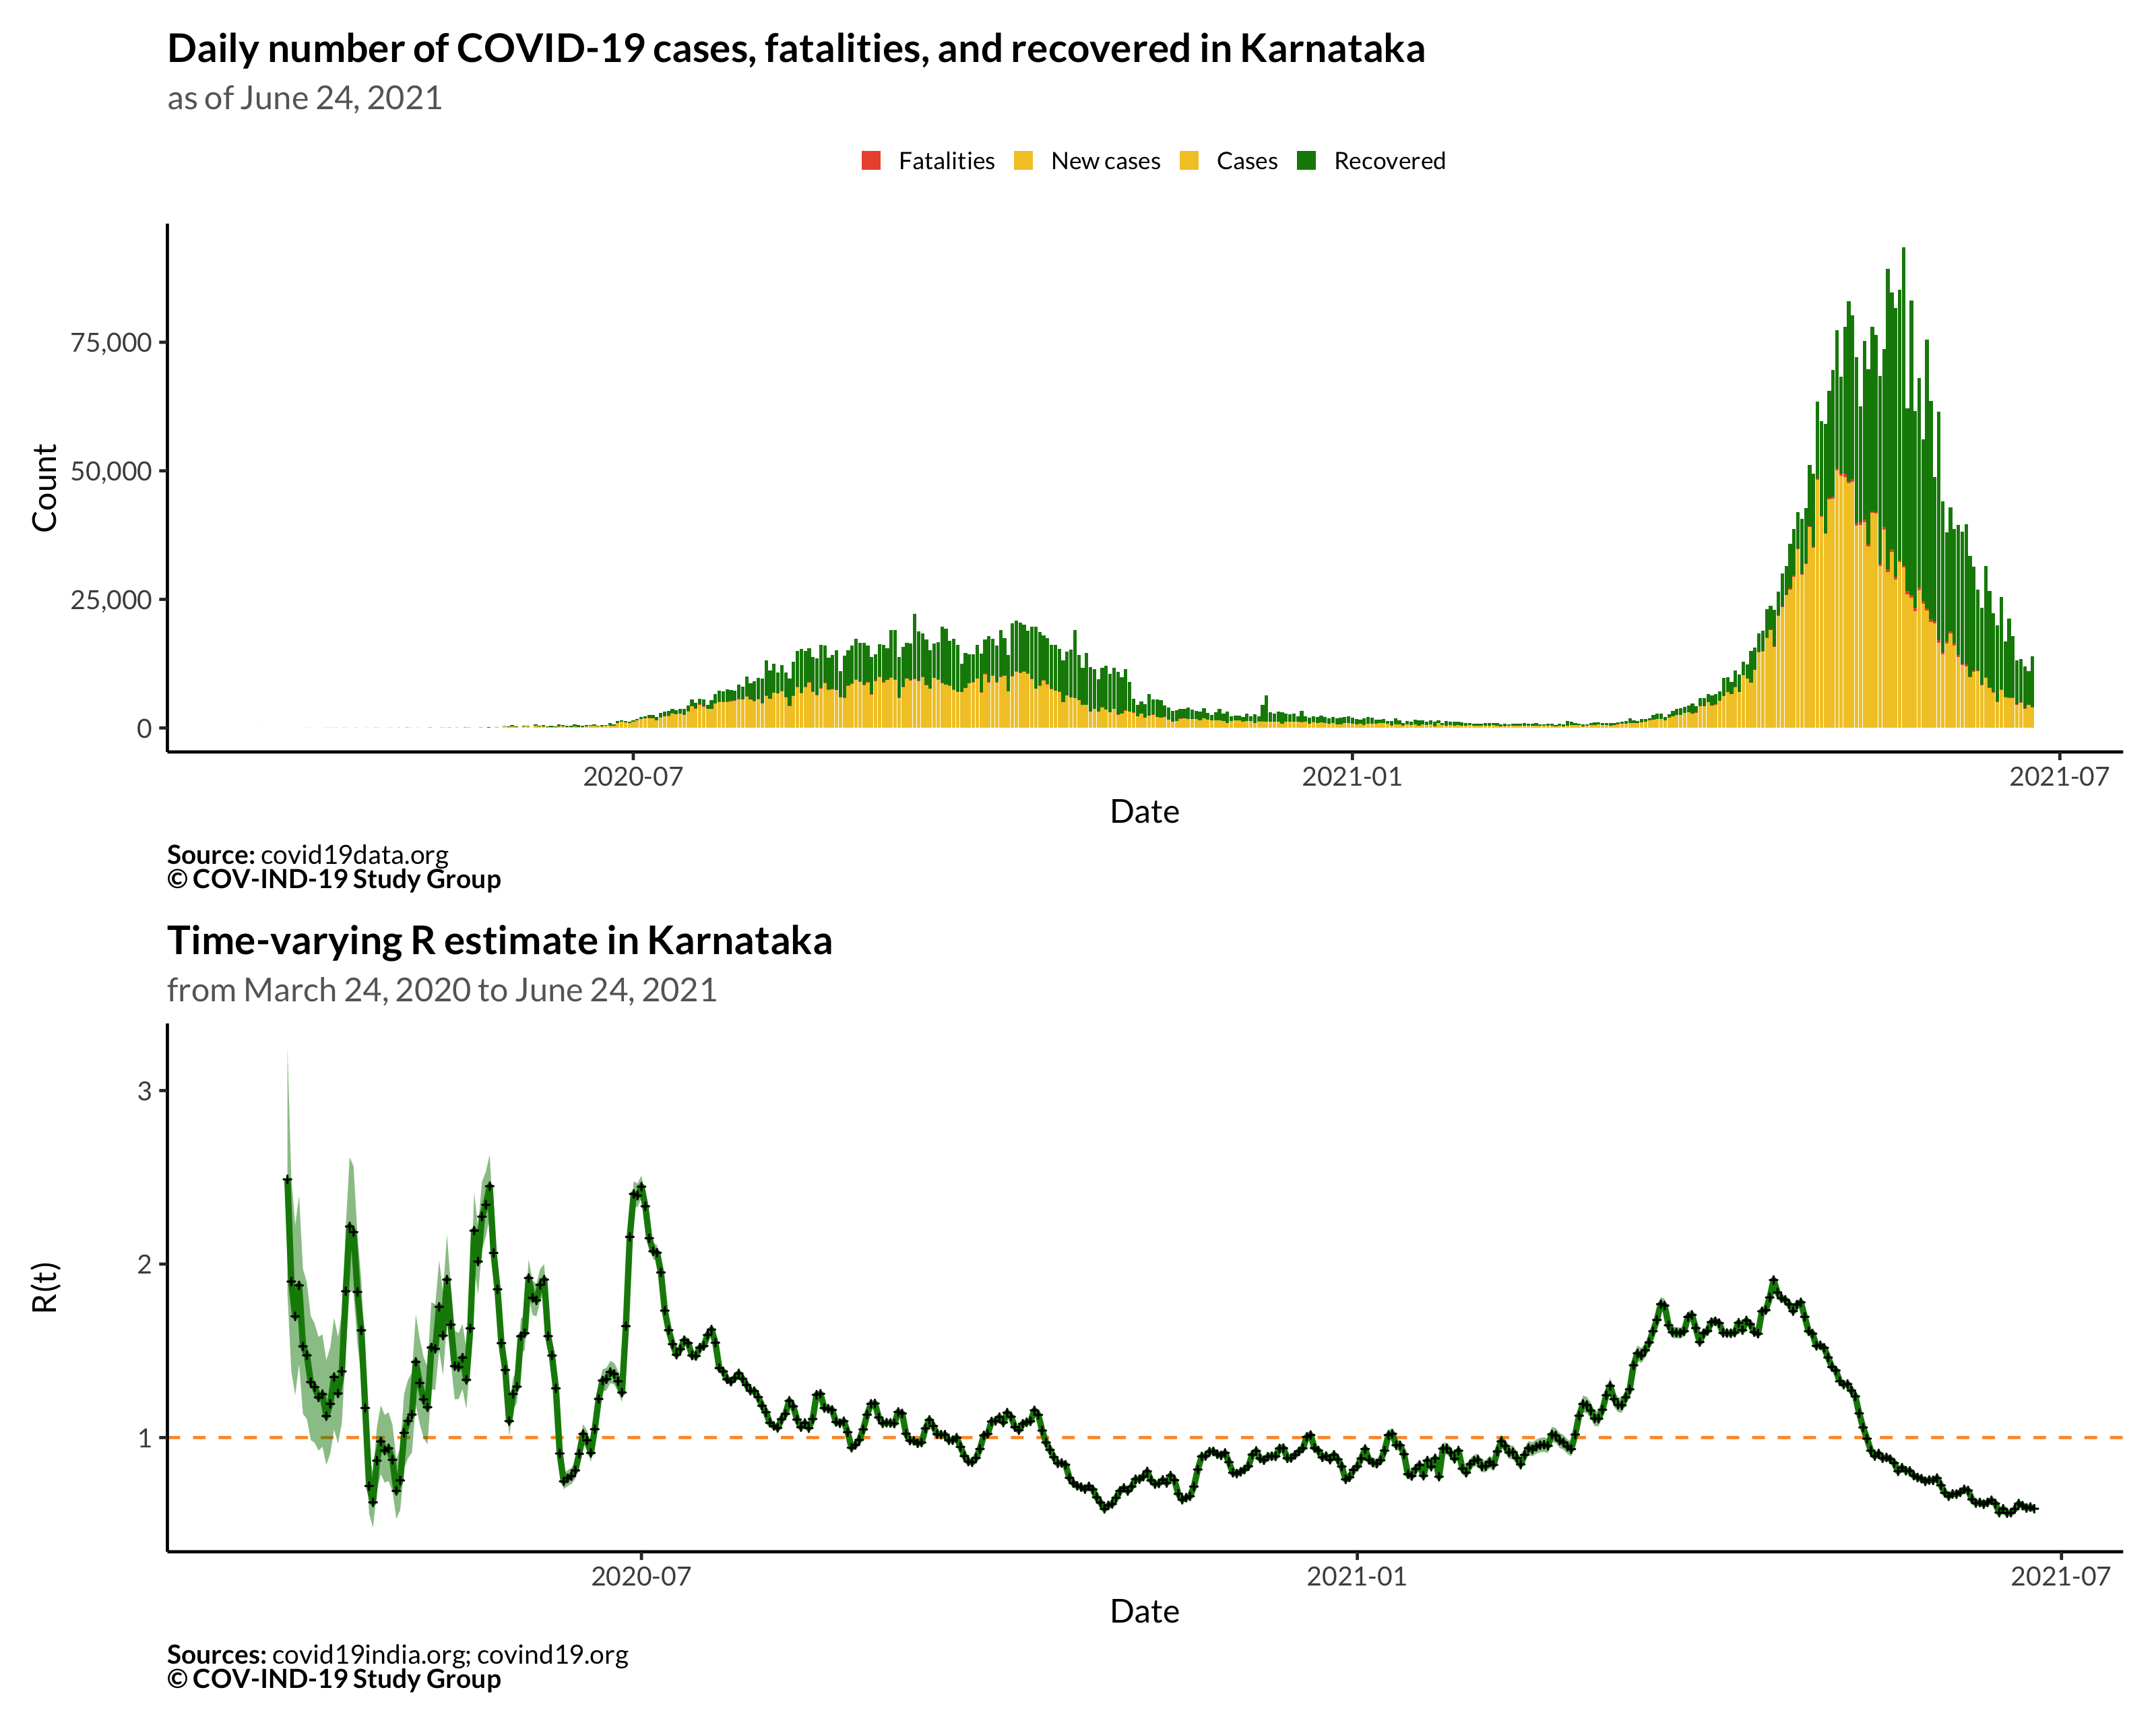 Daily number of COVID-19 cases, fatalities, and recovered in Karnataka
as of June 24, 2021
Fatalities New cases Cases Recovered
Count
75,000
50,000
25,000
0
2020-07 2021-01 2021-07
Date
Source: covid19data.org
© COV-IND-19 Study Group
Time-varying R estimate in Karnataka
from March 24, 2020 to June 24, 2021
R(t)
3
2
1
2020-07 2021-01 2021-07
Date
Sources: covid19india.org; covind19.org
© COV-IND-19 Study Group